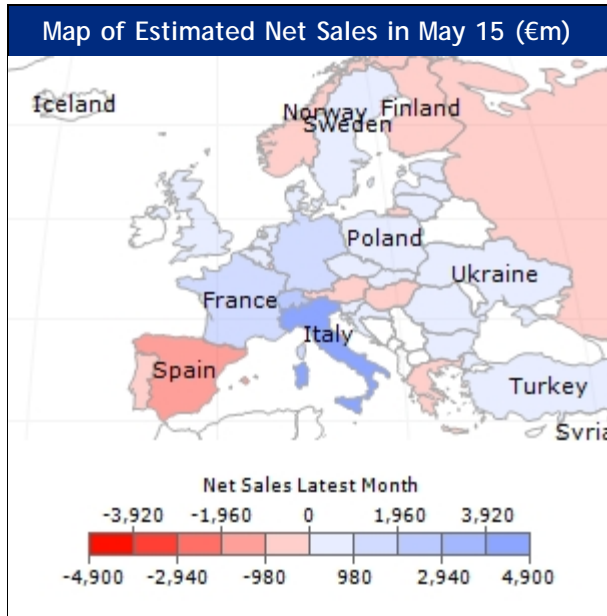 Map of Estimated Net Sales in May 15 (€m)
Iceland
Norway Finland
Sweden
Poland
Ukraine
France
Italy
Spain
Turkey
Syria
Net Sales Latest Month
-3,920 -1,960 0 1,960 3,920
-4,900 -2,940 -980 980 2,940 4,900